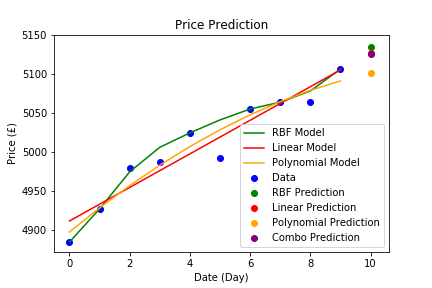 Price Prediction
5150
5100
5050
5000
4950
4900
Price (£)
0
2
4
6
8
10
Date (Day)
RBF Model
Linear Model
Polynomial Model
Data
RBF Prediction
Linear Prediction
Polynomial Prediction
Combo Prediction